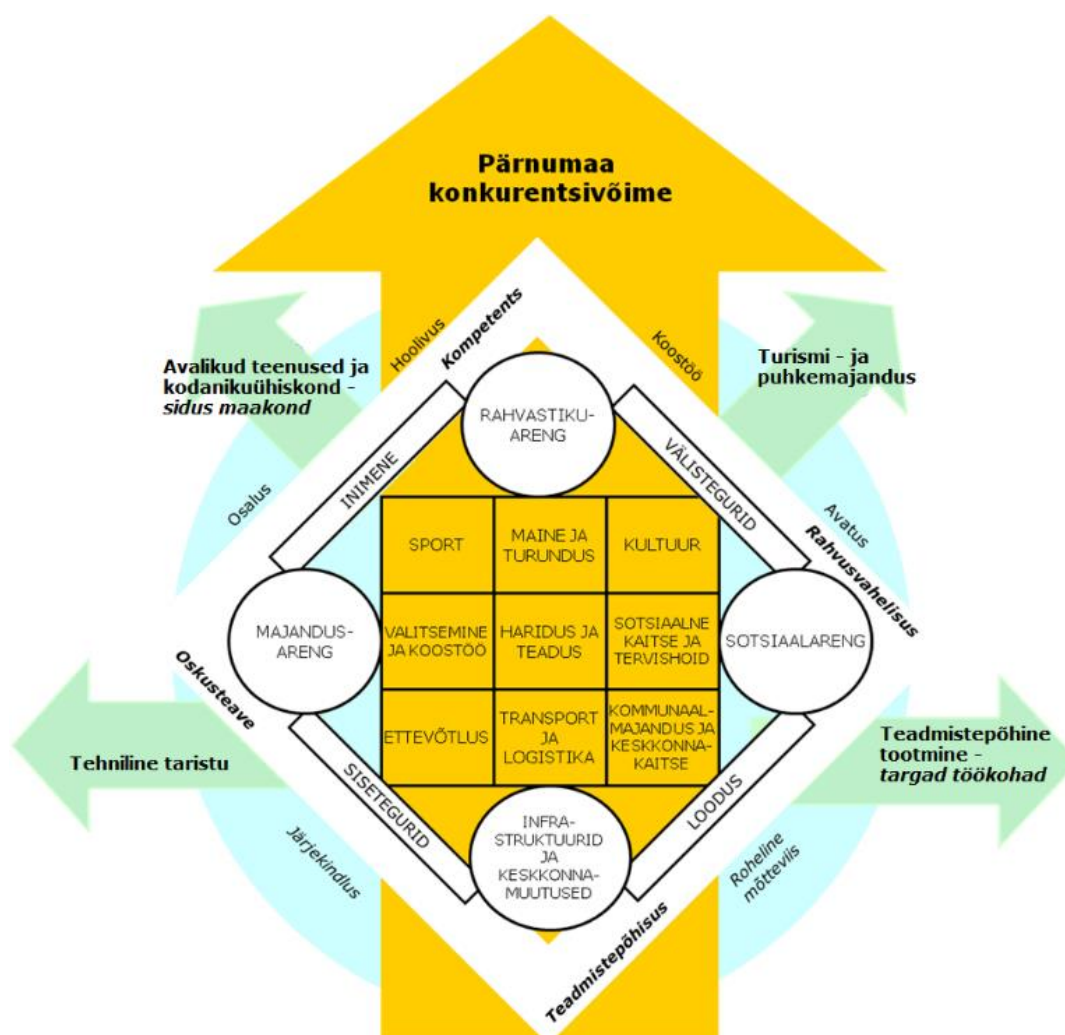 Pärnumaa
konkurentsivõime
Hoolivus
Kompetents
Koostöö
Avalikud teenused ja
kodanikuühiskond -
sidus maakond
Turismi - ja
puhkemajandus
RAHVASTIKU-
ARENG
INIMENE
VÄLISTEGURID
Osalus
Avatus
Rahvusvahelisus
SPORT
MAINE JA
TURUNDUS
KULTUUR
MAJANDUS-
ARENG
VALITSEMINE
JA KOOSTÖÖ
HARIDUS JA
TEADUS
SOTSIAALNE
KAITSE JA
TERVISHOID
SOTSIAALARENG
Oskusteave
ETTEVÕTLUS
TRANSPORT
JA
LOGISTIKA
KOMMUNAAL-
MAJANDUS JA
KESKKONNA-
KAITSE
Tehniline taristu
Teadmistepõhine
tootmine -
targad töökohad
SISETEGURID
LOODUS
INFRA-
STRUKTUURID
JA
KESKKONNA-
MUUTUSED
Järjekindlus
Roheline
mõtteviis
Teadmistepõhisus